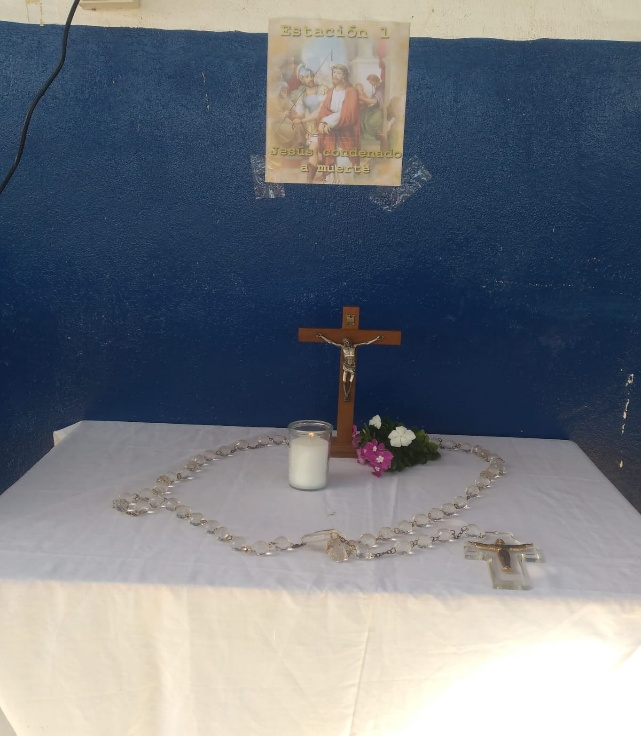 Estación 1
Jesús condenado
a muerte